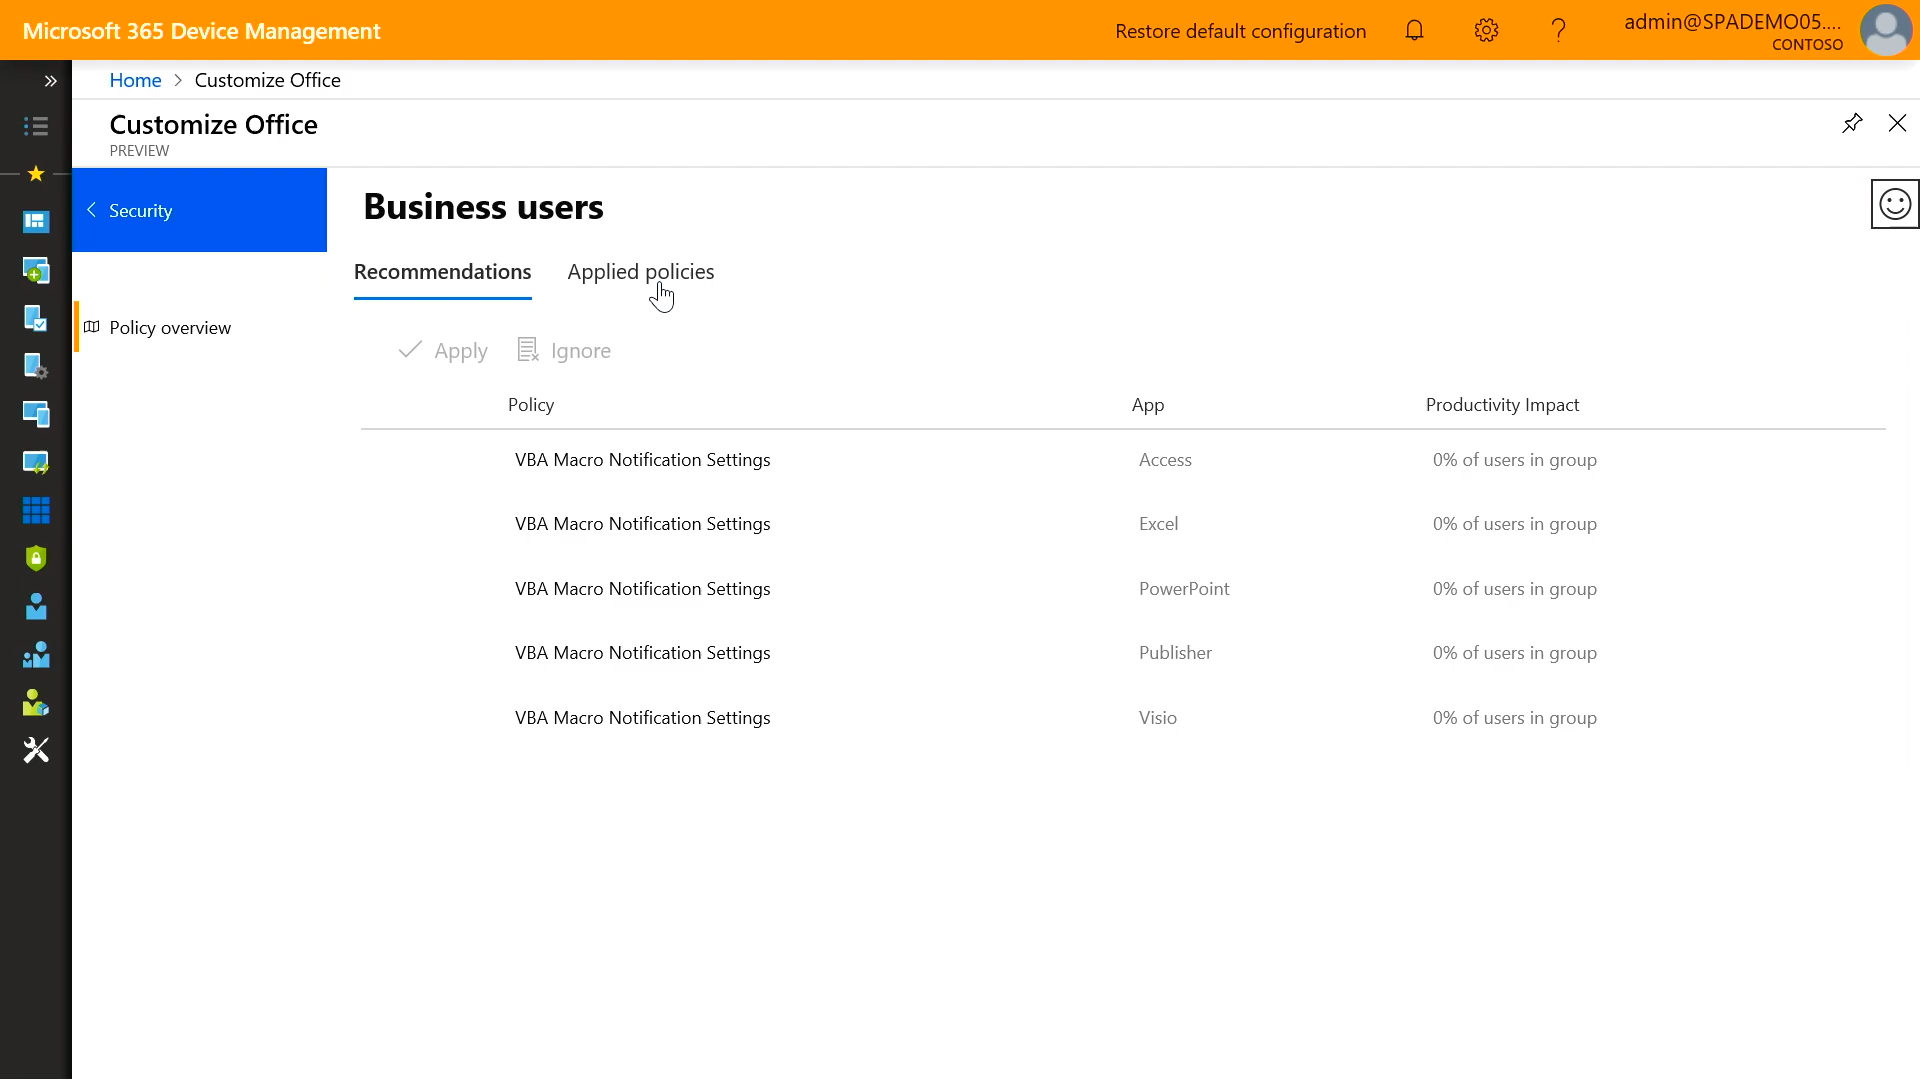 Microsoft 365 Device Management
Restore default configuration
admin@SPADEMO05....
CONTOSO
Home > Customize Office
Customize Office
PREVIEW
Security
Business users
Recommendations Applied policies
Policy overview
Apply Ignore
Policy App Productivity Impact
VBA Macro Notification Settings Access 0% of users in group
VBA Macro Notification Settings Excel 0% of users in group
VBA Macro Notification Settings PowerPoint 0% of users in group
VBA Macro Notification Settings Publisher 0% of users in group
VBA Macro Notification Settings Visio 0% of users in group